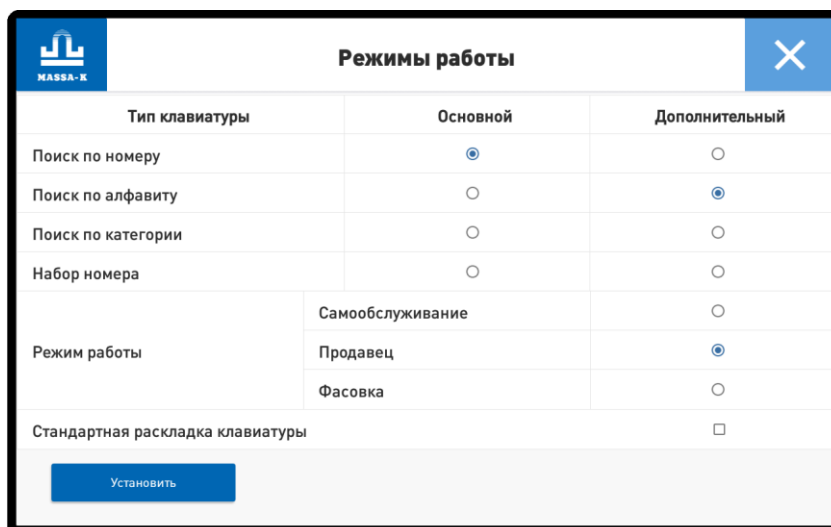 MASSA-K
Режимы работы
Тип клавиатуры Основной Дополнительный
Поиск по номеру
Поиск по алфавиту
Поиск по категории
Набор номера
Самообслуживание
Режим работы Продавец
Фасовка
Стандартная раскладка клавиатуры
Установить